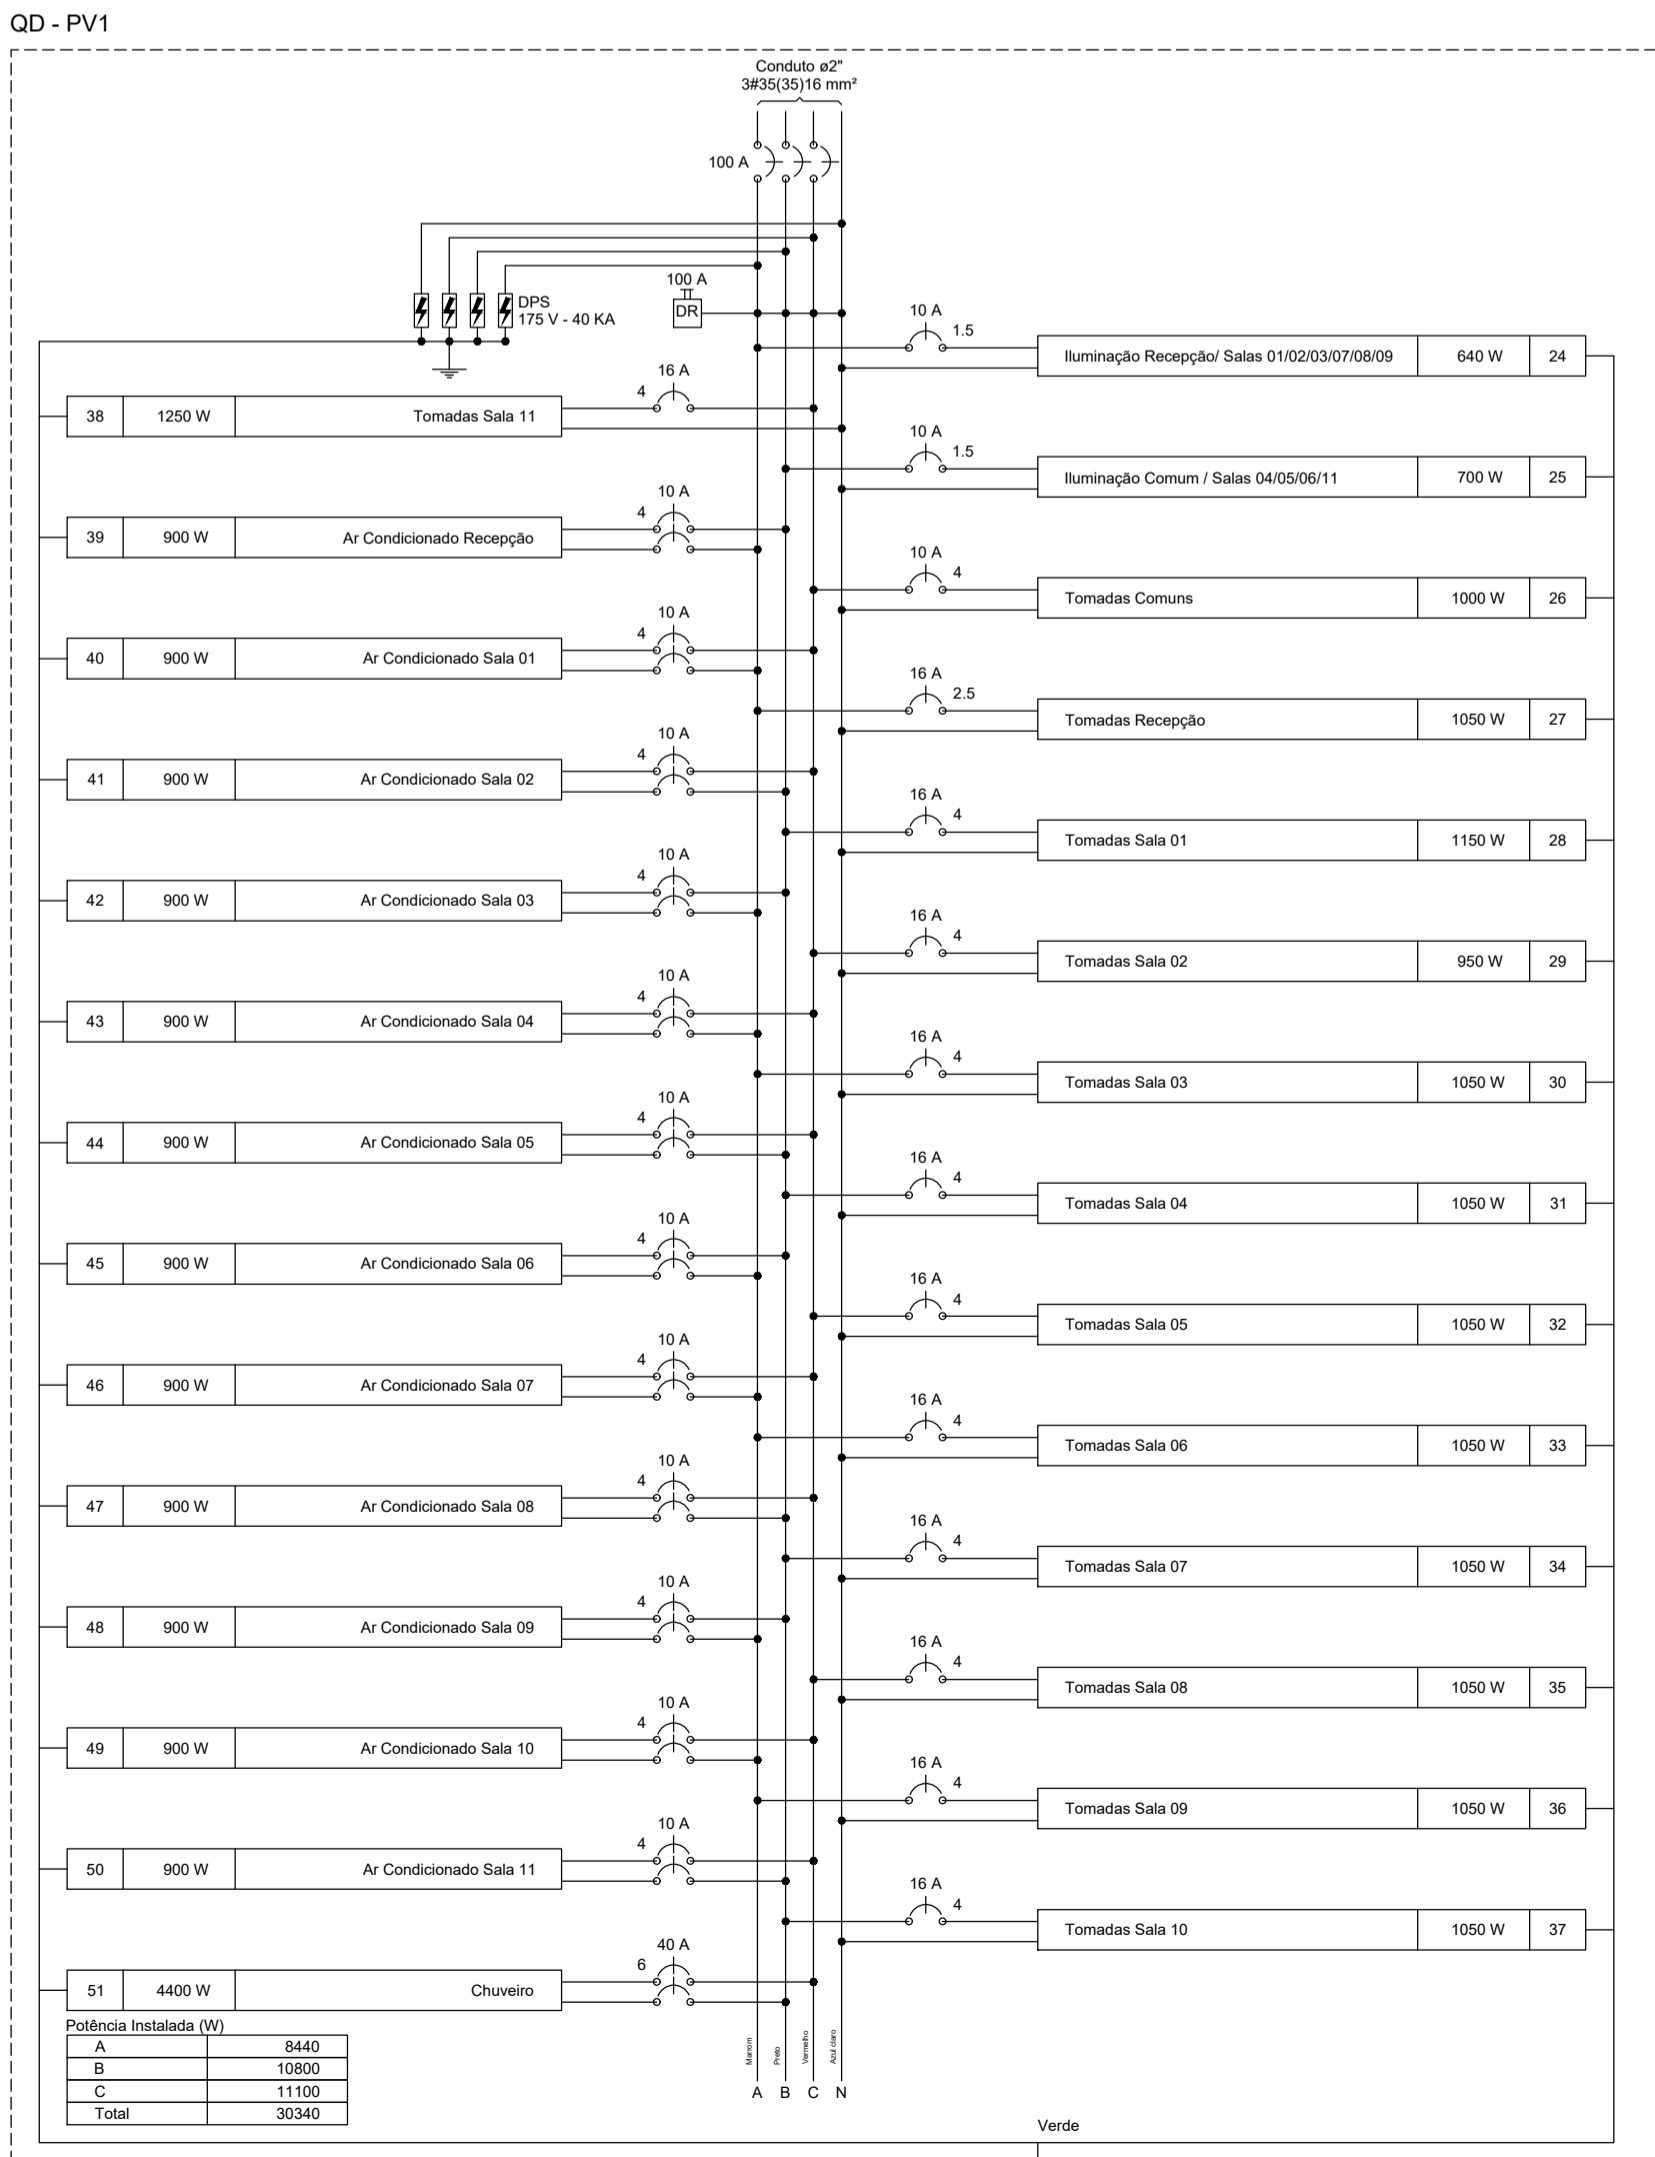 QD - PV1
Conduto ø2"
3#35(35)16 mm²
100 A
100 A
DR
DPS
175 V - 40 KA
10 A
1.5
Iluminação Recepção/ Salas 01/02/03/07/08/09 640 W 24
16 A
4
38 1250 W Tomadas Sala 11
10 A
1.5
Iluminação Comum / Salas 04/05/06/11 700 W 25
10 A
4
39 900 W Ar Condicionado Recepção
10 A
4
Tomadas Comuns 1000 W 26
10 A
4
40 900 W Ar Condicionado Sala 01
16 A
2.5
Tomadas Recepção 1050 W 27
10 A
4
41 900 W Ar Condicionado Sala 02
16 A
4
Tomadas Sala 01 1150 W 28
10 A
4
42 900 W Ar Condicionado Sala 03
16 A
4
Tomadas Sala 02 950 W 29
10 A
4
43 900 W Ar Condicionado Sala 04
16 A
4
Tomadas Sala 03 1050 W 30
10 A
4
44 900 W Ar Condicionado Sala 05
16 A
4
Tomadas Sala 04 1050 W 31
10 A
4
45 900 W Ar Condicionado Sala 06
16 A
4
Tomadas Sala 05 1050 W 32
10 A
4
46 900 W Ar Condicionado Sala 07
16 A
4
Tomadas Sala 06 1050 W 33
10 A
4
47 900 W Ar Condicionado Sala 08
16 A
4
Tomadas Sala 07 1050 W 34
10 A
4
48 900 W Ar Condicionado Sala 09
16 A
4
Tomadas Sala 08 1050 W 35
10 A
4
49 900 W Ar Condicionado Sala 10
16 A
4
Tomadas Sala 09 1050 W 36
10 A
4
50 900 W Ar Condicionado Sala 11
16 A
4
Tomadas Sala 10 1050 W 37
40 A
6
51 4400 W Chuveiro
Potência Instalada (W)
A 8440
B 10800
C 11100
Total 30340
Marrom
Preto
Vermelho
Azul claro
A B C N
Verde